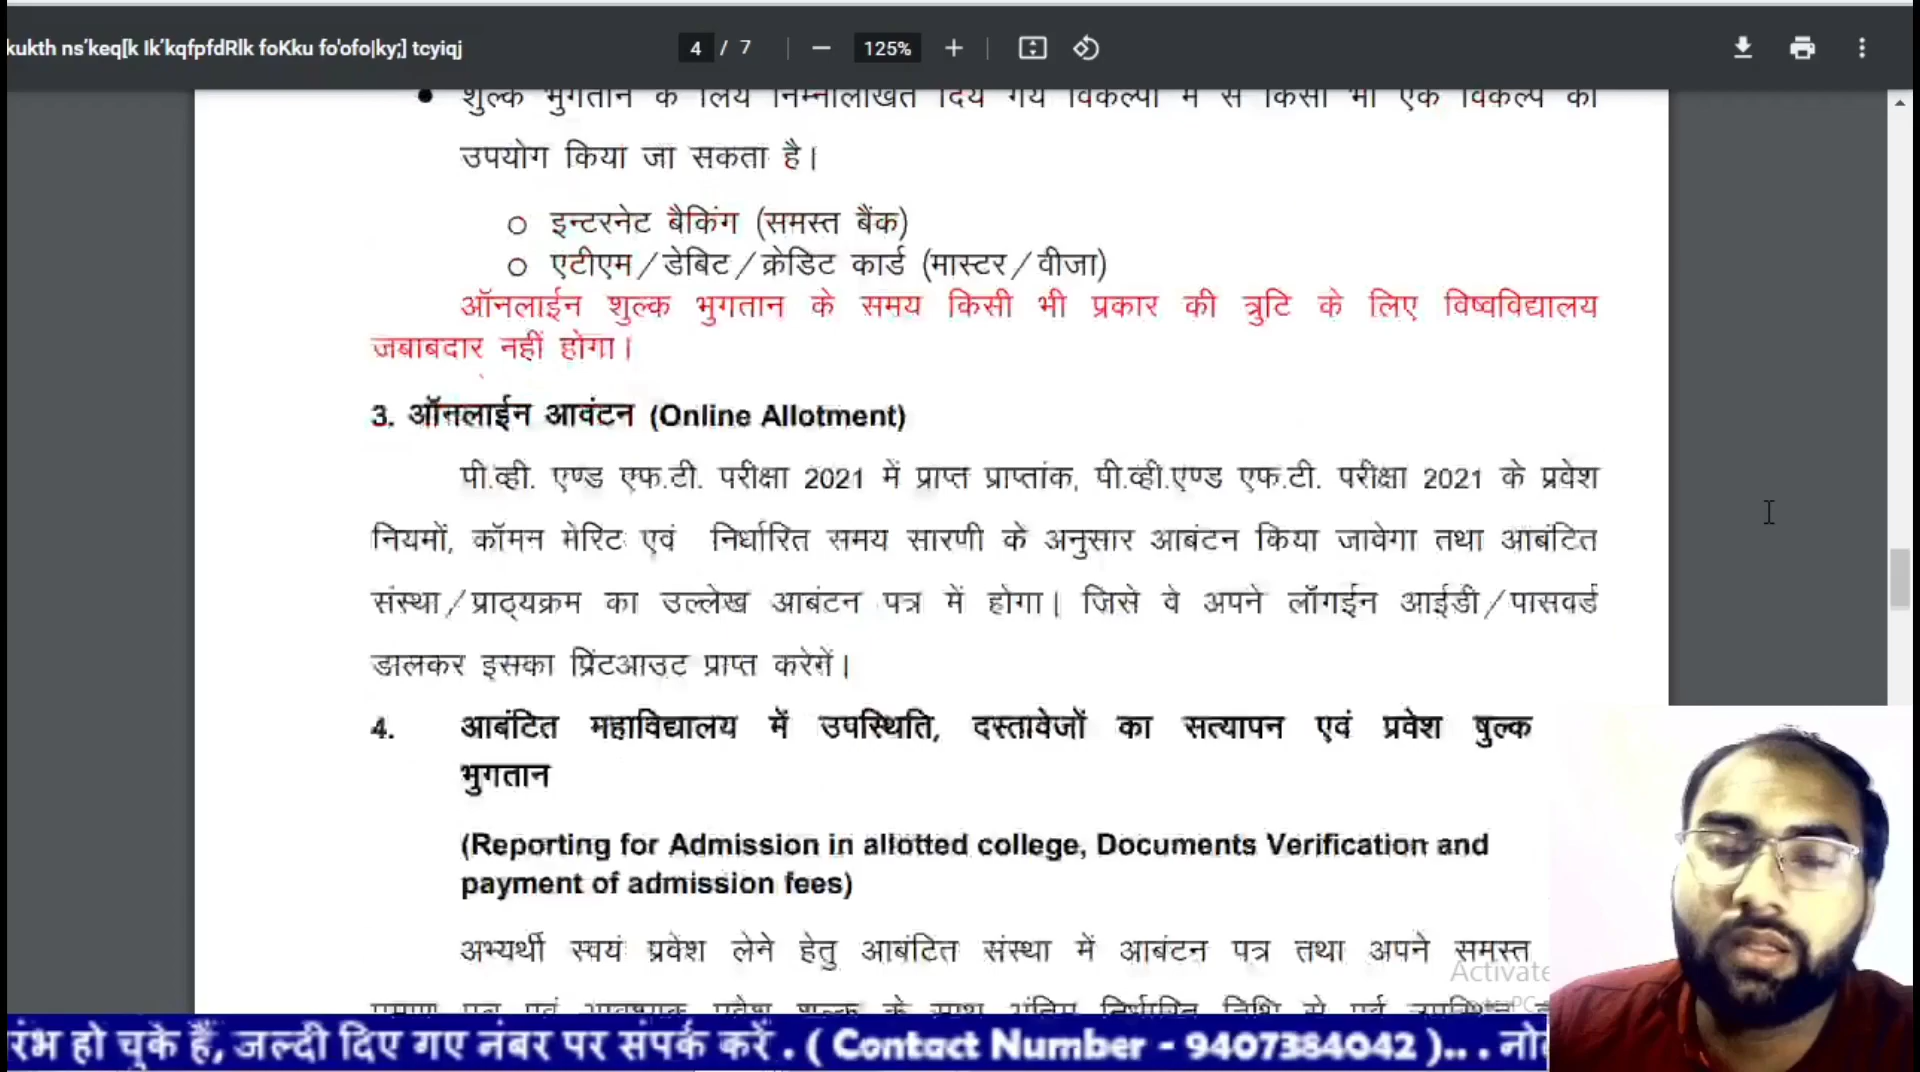 kukth ns'keq[k Ik'kqfpfdRlk foKku fo'ofo|ky;] tcyiqj
4 / 7
125%
शुल्क भुगतान के लिये निम्नलिखित दिये गये विकल्पों में से किसी भी एक विकल्प का
उपयोग किया जा सकता है।
इन्टरनेट बैकिंग (समस्त बैंक)
एटीएम/डेबिट/क्रेडिट कार्ड (मास्टर/वीजा)
ऑनलाईन शुल्क भुगतान के समय किसी भी प्रकार की त्रुटि के लिए विष्वविद्यालय
जबाबदार नहीं होगा।
3. ऑनलाईन आवंटन (Online Allotment)
पी.व्ही. एण्ड एफ.टी. परीक्षा 2021 में प्राप्त प्राप्तांक, पी.व्ही.एण्ड एफ.टी. परीक्षा 2021 के प्रवेश
नियमों, कॉमन मेरिट एवं निर्धारित समय सारणी के अनुसार आबंटन किया जावेगा तथा आबंटित
संस्था/प्राठ्यक्रम का उल्लेख आबंटन पत्र में होगा। जिसे वे अपने लॉगईन आईडी/पासवर्ड
डालकर इसका प्रिंटआउट प्राप्त करेगें।
4. आबंटित महाविद्यालय में उपस्थिति, दस्तावेजों का सत्यापन एवं प्रवेश षुल्क
भुगतान
(Reporting for Admission in allotted college, Documents Verification and
payment of admission fees)
अभ्यर्थी स्वयं प्रवेश लेने हेतु आबंटित संस्था में आबंटन पत्र तथा अपने समस्त
Activate
रंभ हो चुके हैं, जल्दी दिए गए नंबर पर संपर्क करें . ( Contact Number - 9407384042 ).. .